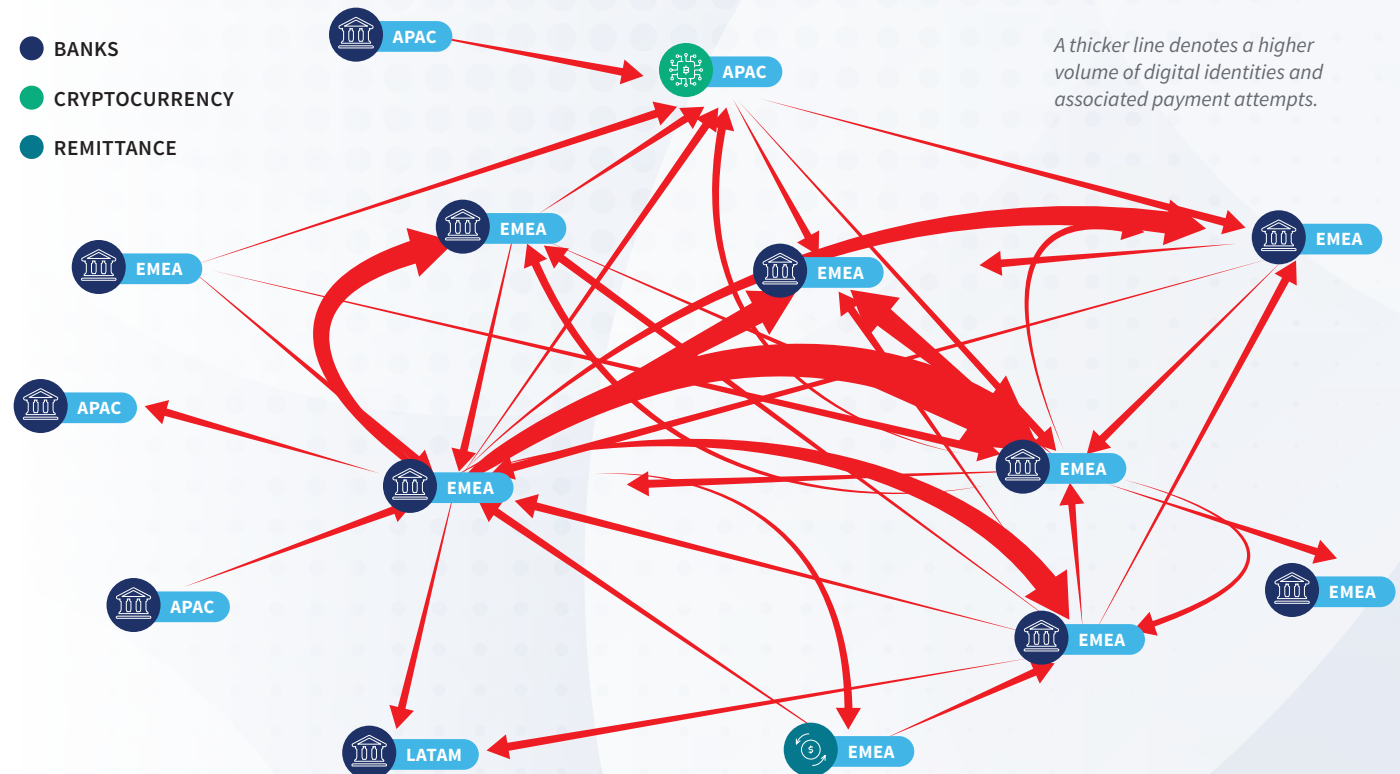 BANKS
CRYPTOCURRENCY
REMITTANCE
A thicker line denotes a higher
volume of digital identities and
associated payment attempts.
APAC
APAC
EMEA
EMEA
EMEA
EMEA
APAC
EMEA
EMEA
APAC
EMEA
EMEA
LATAM
EMEA